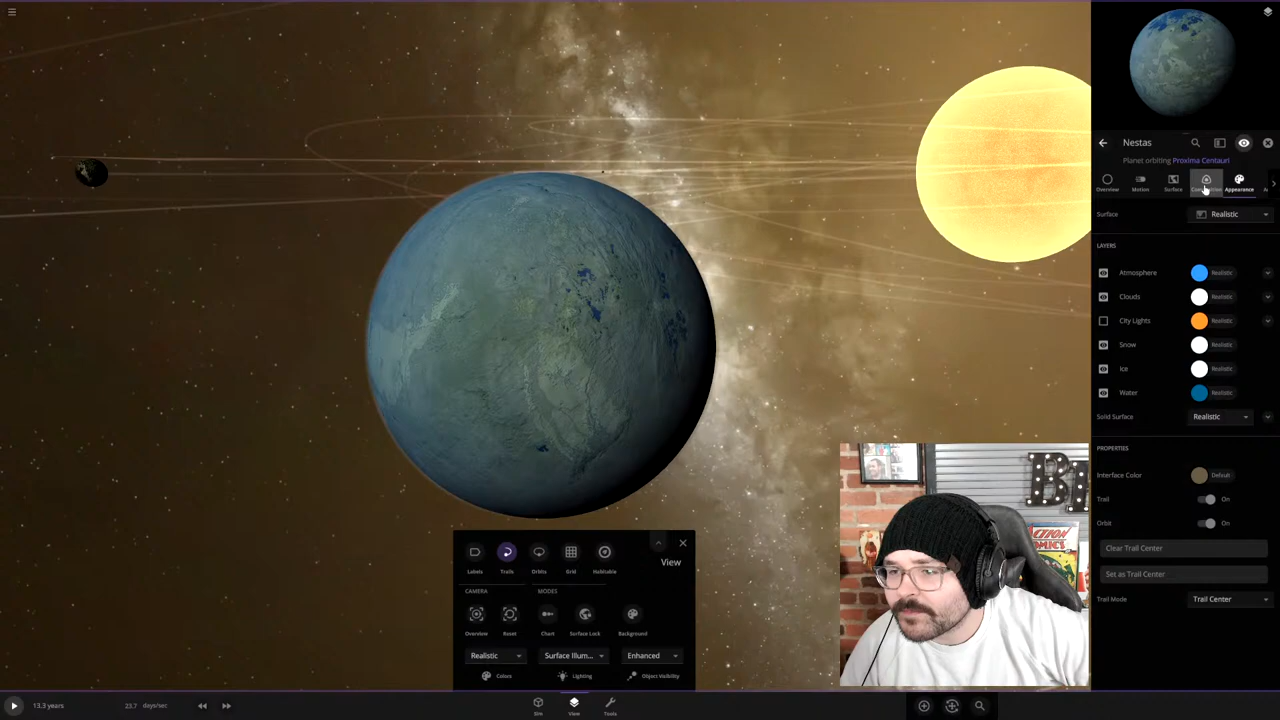 Nestas
Planet orbiting Proxima Centauri
Overview
Motion
Surface
Appearance
Surface
Realistic
LAYERS
Atmosphere
Realistic
Clouds
Realistic
City Lights
Realistic
Snow
Realistic
Ice
Realistic
Water
Realistic
Solid Surface
Realistic
PROPERTIES
Interface Color
Default
Trail
On
Orbit
On
Clear Trail Center
Set as Trail Center
Trail Mode
Trail Center
View
Labels
Trails
Orbits
Grid
Habitable
CAMERA
MODES
Overview
Reset
Chart
Surface Lock
Background
Realistic
Surface Illum...
Enhanced
Colors
Lighting
Object Visibility
13.3 years
23.7 days/sec
Sim
View
Tools